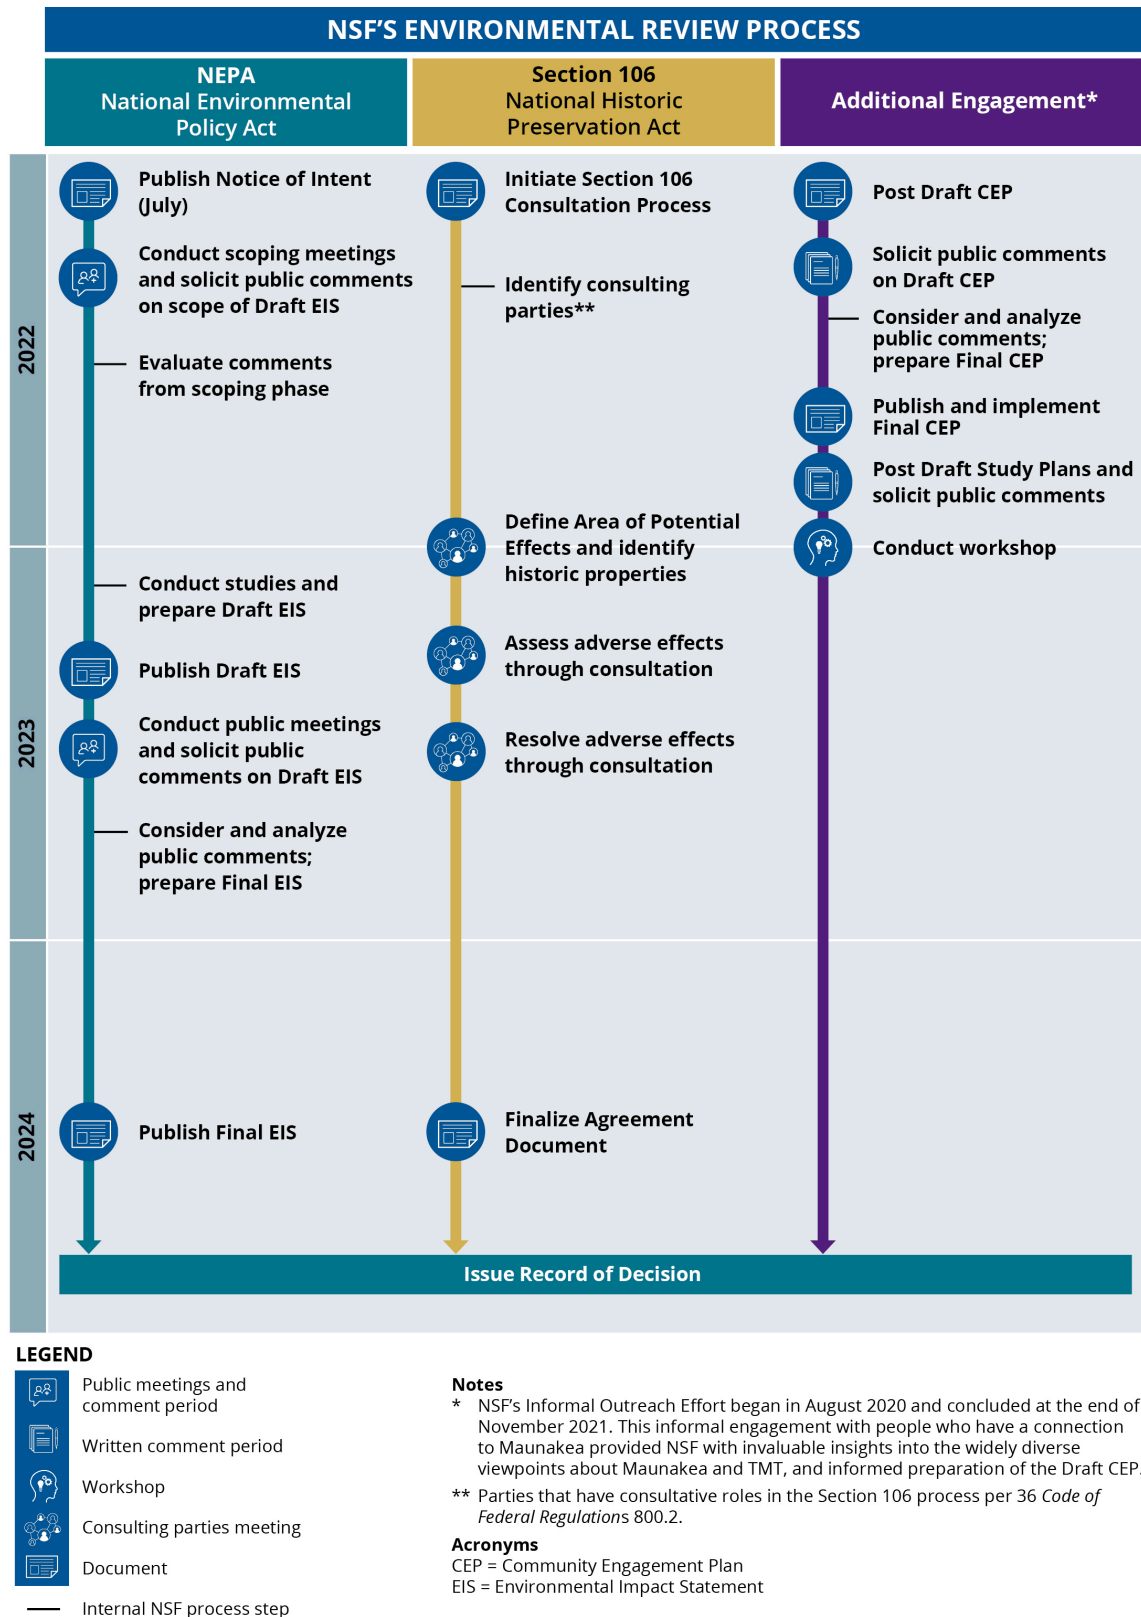 NSF’S ENVIRONMENTAL REVIEW PROCESS
NEPA
National Environmental
Policy Act
Section 106
National Historic
Preservation Act
Additional Engagement*
2022
Publish Notice of Intent
(July)
Conduct scoping meetings
and solicit public comments
on scope of Draft EIS
Evaluate comments
from scoping phase
Initiate Section 106
Consultation Process
Identify consulting
parties**
Define Area of Potential
Effects and identify
historic properties
Post Draft CEP
Solicit public comments
on Draft CEP
Consider and analyze
public comments;
prepare Final CEP
Publish and implement
Final CEP
Post Draft Study Plans and
solicit public comments
Conduct workshop
2023
Conduct studies and
prepare Draft EIS
Publish Draft EIS
Conduct public meetings
and solicit public
comments on Draft EIS
Consider and analyze
public comments;
prepare Final EIS
Assess adverse effects
through consultation
Resolve adverse effects
through consultation
2024
Publish Final EIS
Finalize Agreement
Document
Issue Record of Decision
LEGEND
Public meetings and
comment period
Written comment period
Workshop
Consulting parties meeting
Document
Internal NSF process step
Notes
* NSF’s Informal Outreach Effort began in August 2020 and concluded at the end of
November 2021. This informal engagement with people who have a connection
to Maunakea provided NSF with invaluable insights into the widely diverse
viewpoints about Maunakea and TMT, and informed preparation of the Draft CEP.
** Parties that have consultative roles in the Section 106 process per 36 Code of
Federal Regulations 800.2.
Acronyms
CEP = Community Engagement Plan
EIS = Environmental Impact Statement